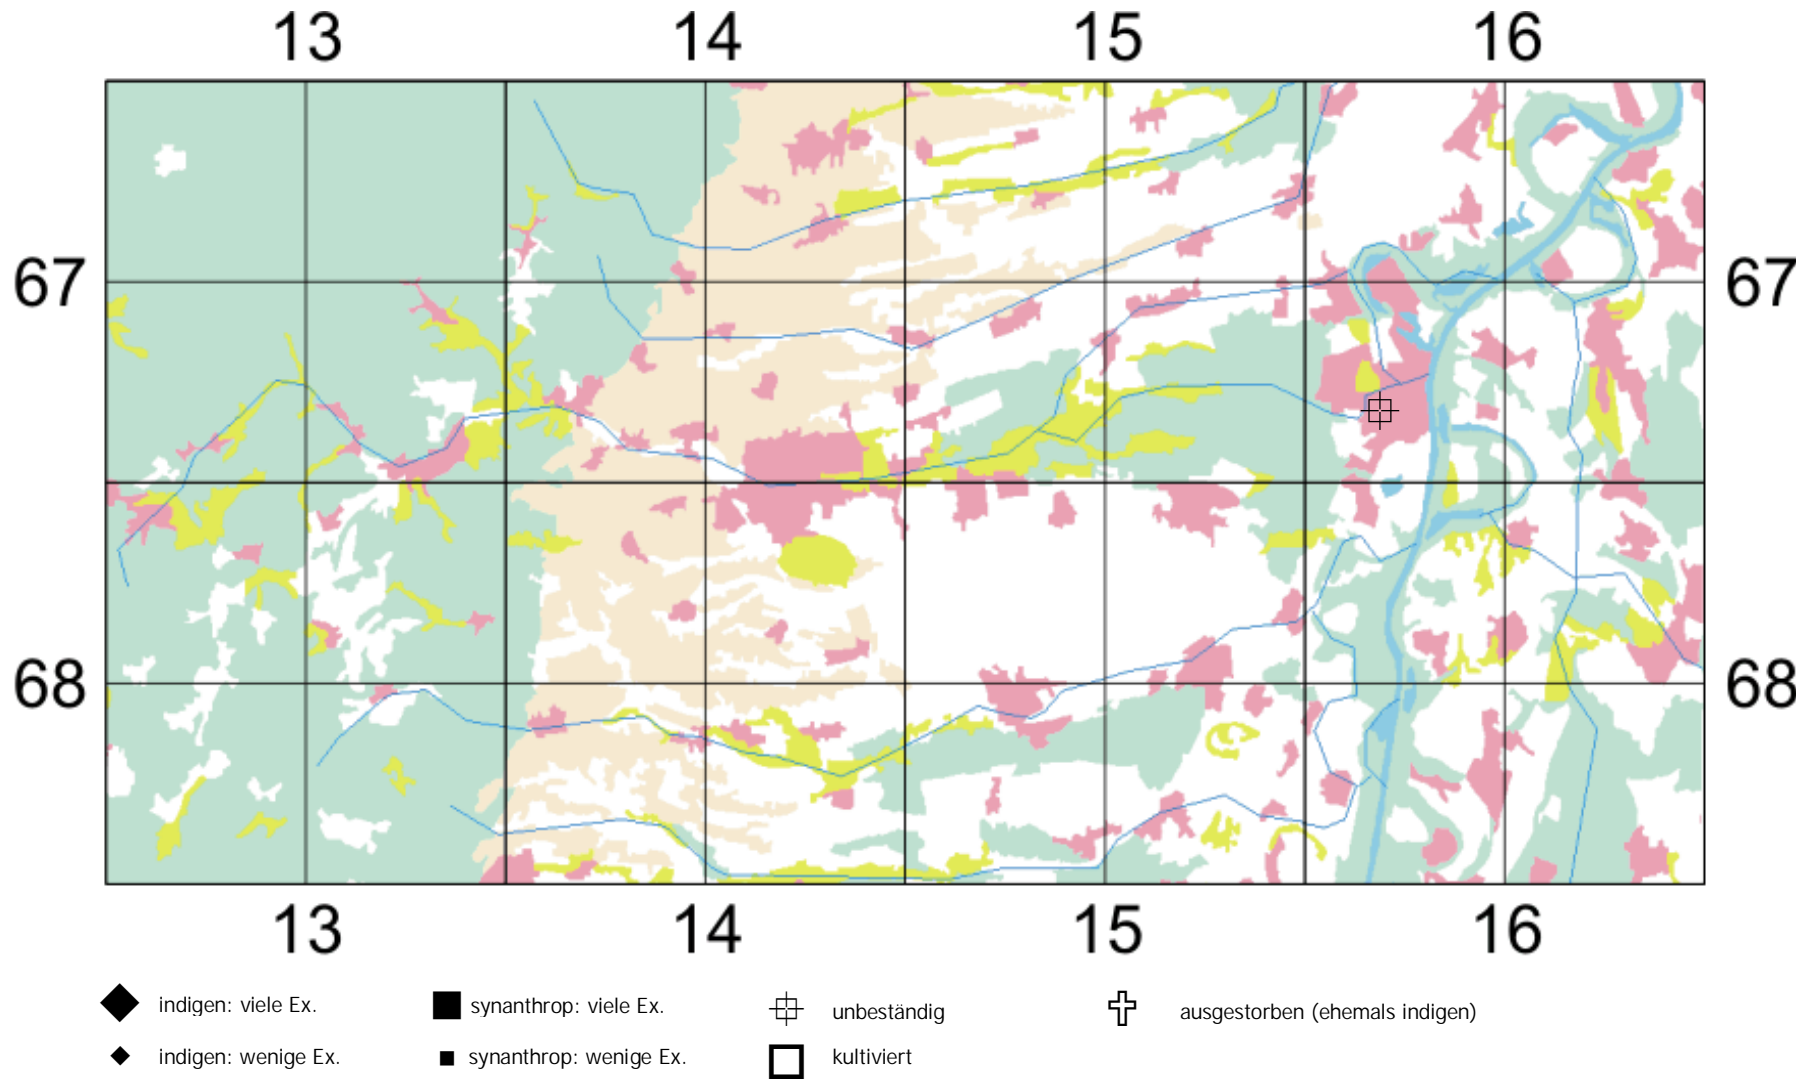 13 14 15 16
67 67
68 68
13 14 15 16
indigen: viele Ex. synanthrop: viele Ex. unbeständig ausgestorben (ehemals indigen)
indigen: wenige Ex. synanthrop: wenige Ex. kultiviert